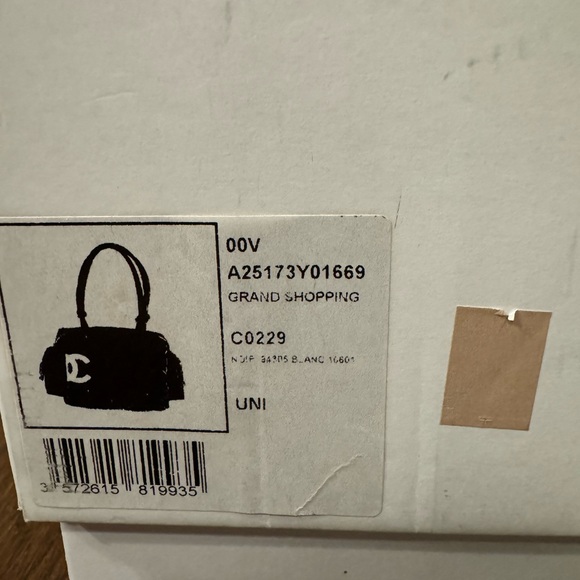 00V
A25173Y01669
GRAND SHOPPING
C0229
NOIR 94305 BLANC 10601
UNI
3 572615 819935